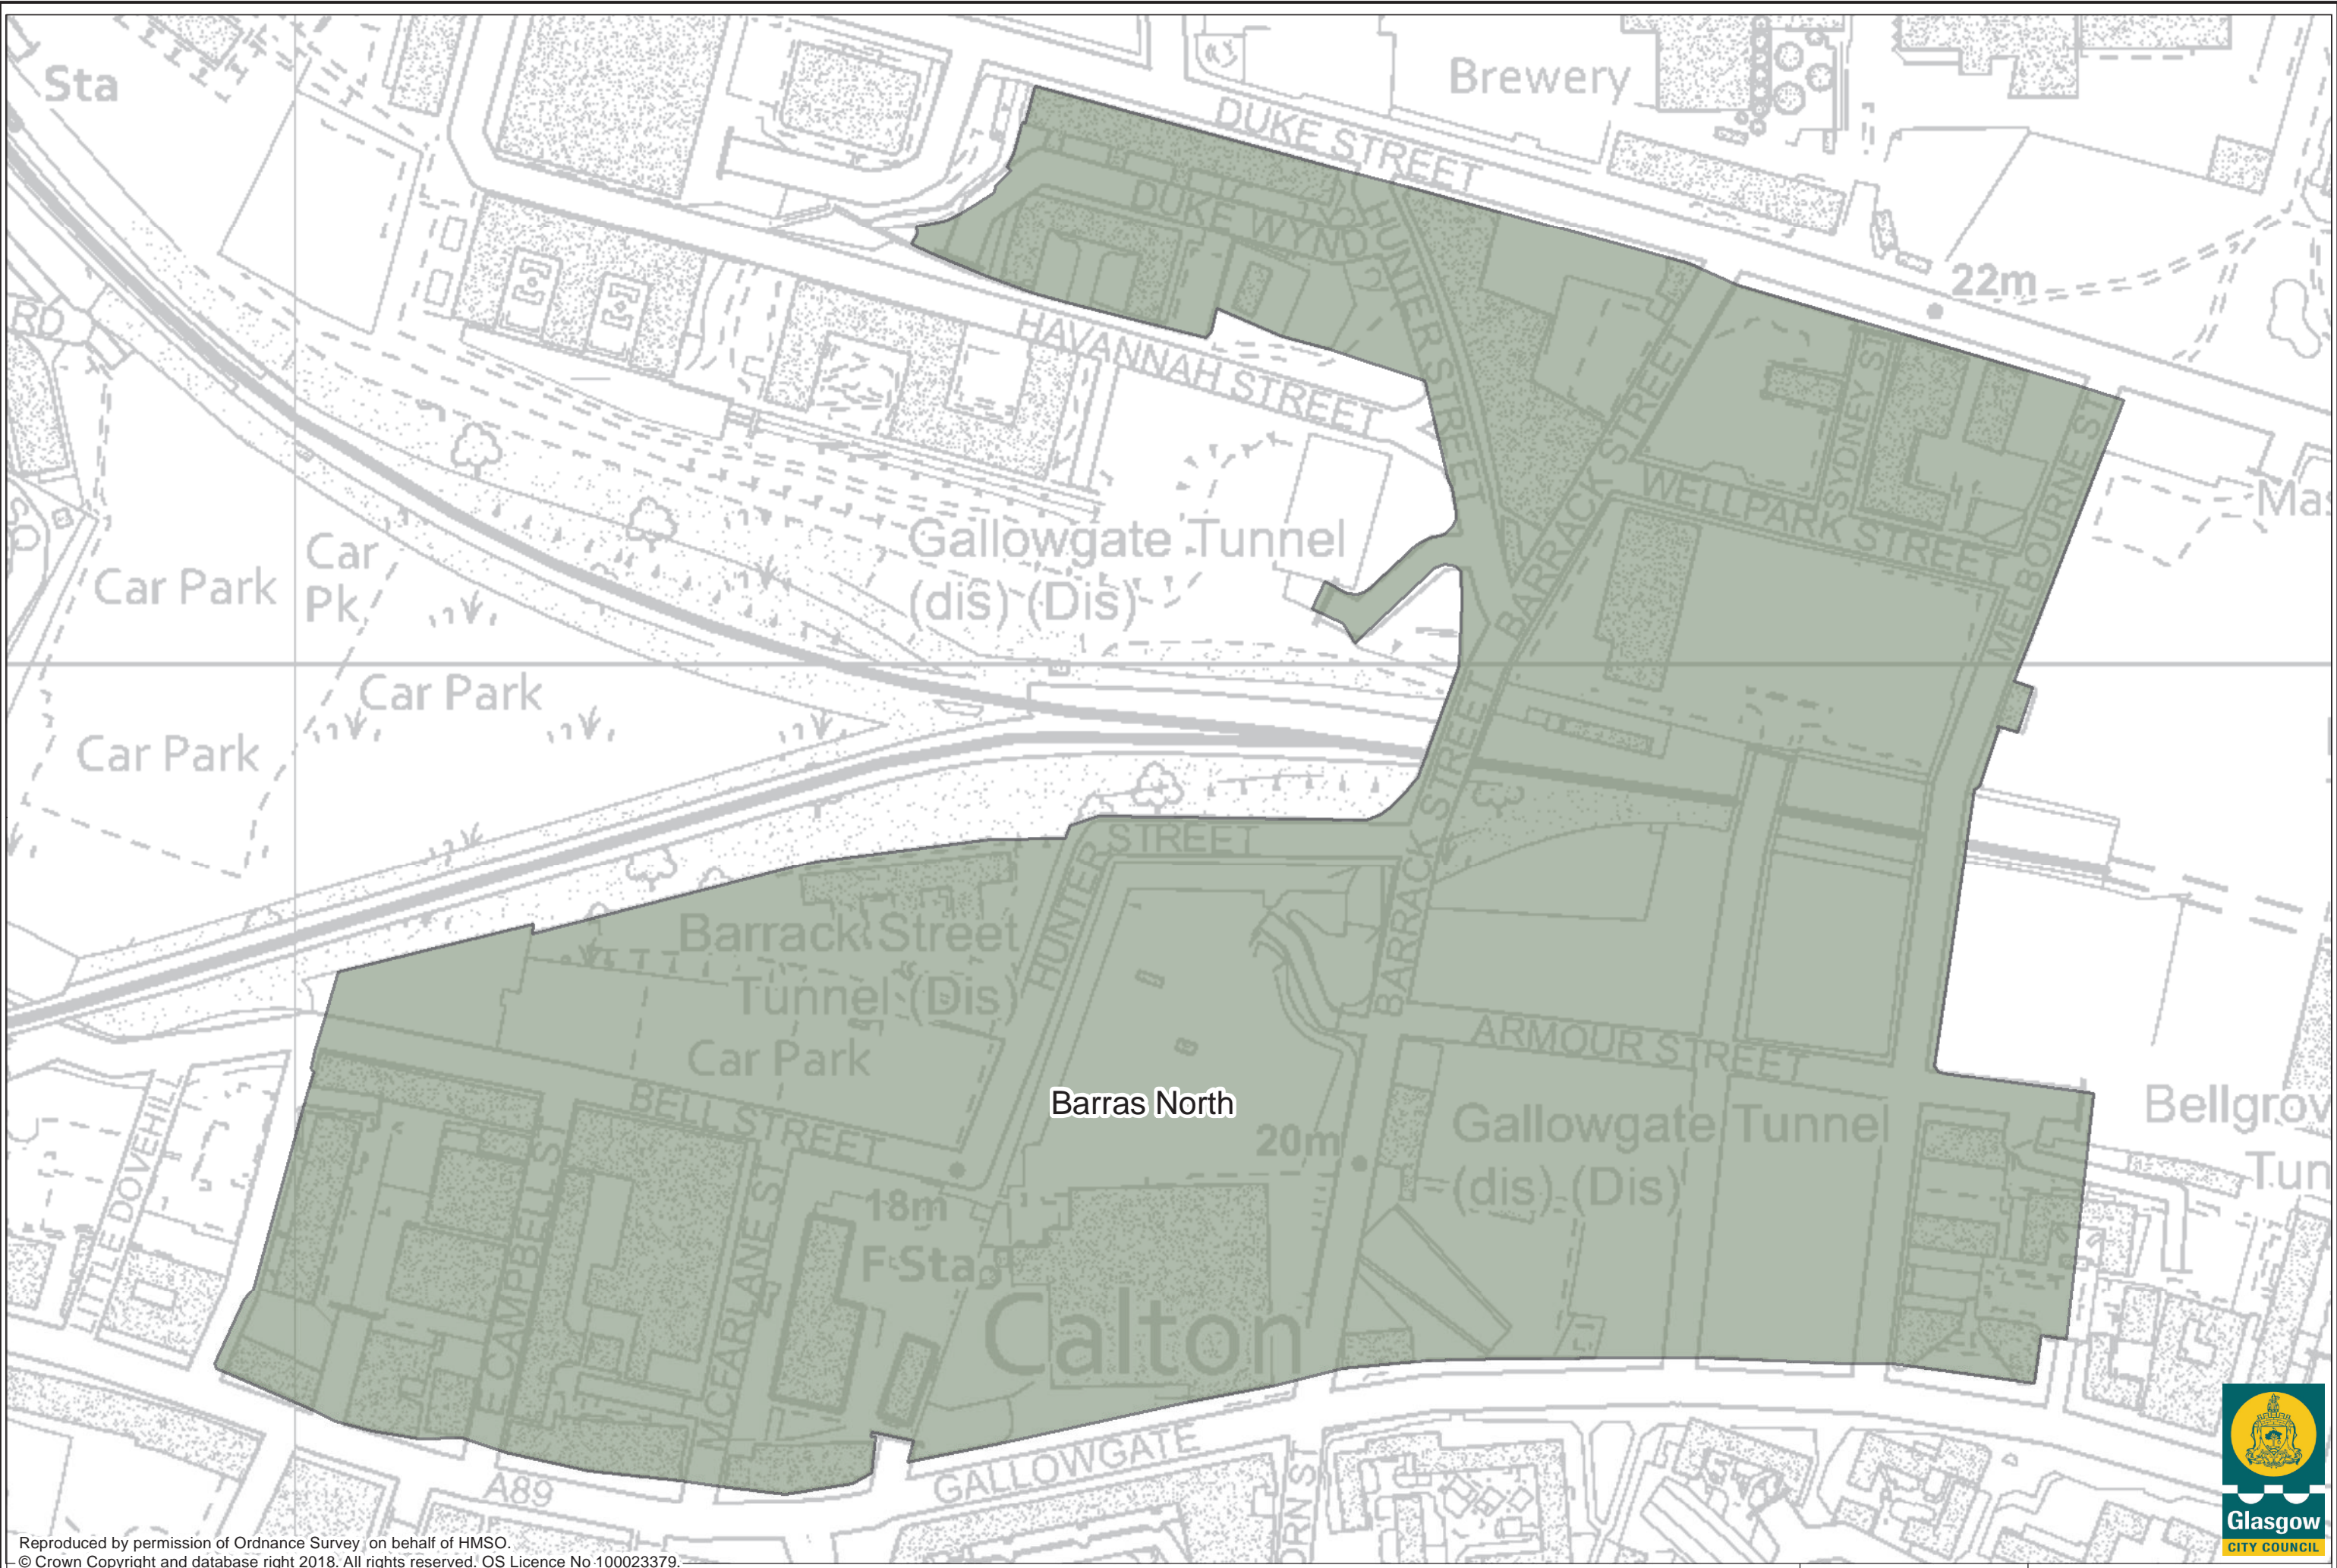 Sta
Brewery
DUKE STREET
DUKE WYND
HUNTER STREET
22m
RD
HAVANNAH STREET
BARRACK STREET
SYDNEY ST
MELBOURNE ST
WELLPARK STREET
Gallowgate Tunnel
(dis) (Dis)
Car
Pk
Car Park
Car Park
Car Park
BARRACK STREET
HUNTER STREET
BARRACK STREET
Barrack Street
Tunnel (Dis)
Car Park
ARMOUR STREET
BELL STREET
Barras North
20m
Gallowgate Tunnel
(dis) (Dis)
Bellgrov
Tun
LITTLE DOVEHIL
E CAMPBELL S
MCFARLANE ST
18m
F Sta
Calton
A89
GALLOWGATE
Glasgow
CITY COUNCIL
Reproduced by permission of Ordnance Survey on behalf of HMSO.
© Crown Copyright and database right 2018. All rights reserved. OS Licence No 100023379.